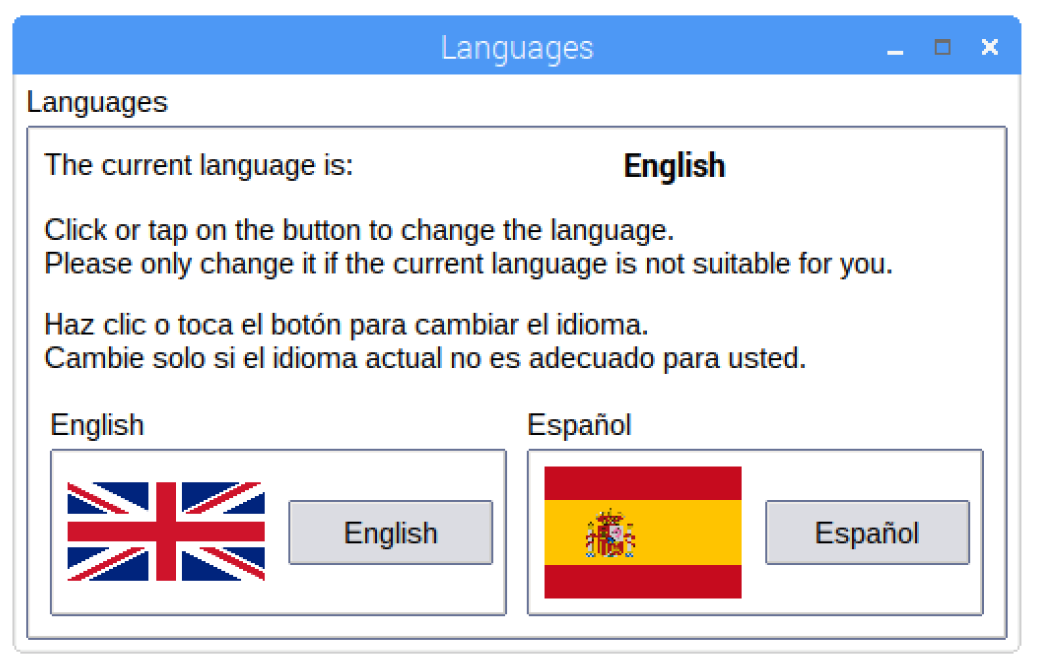 Languages
Languages
The current language is: English
Click or tap on the button to change the language.
Please only change it if the current language is not suitable for you.
Haz clic o toca el botón para cambiar el idioma.
Cambie solo si el idioma actual no es adecuado para usted.
English
Español
English
Español